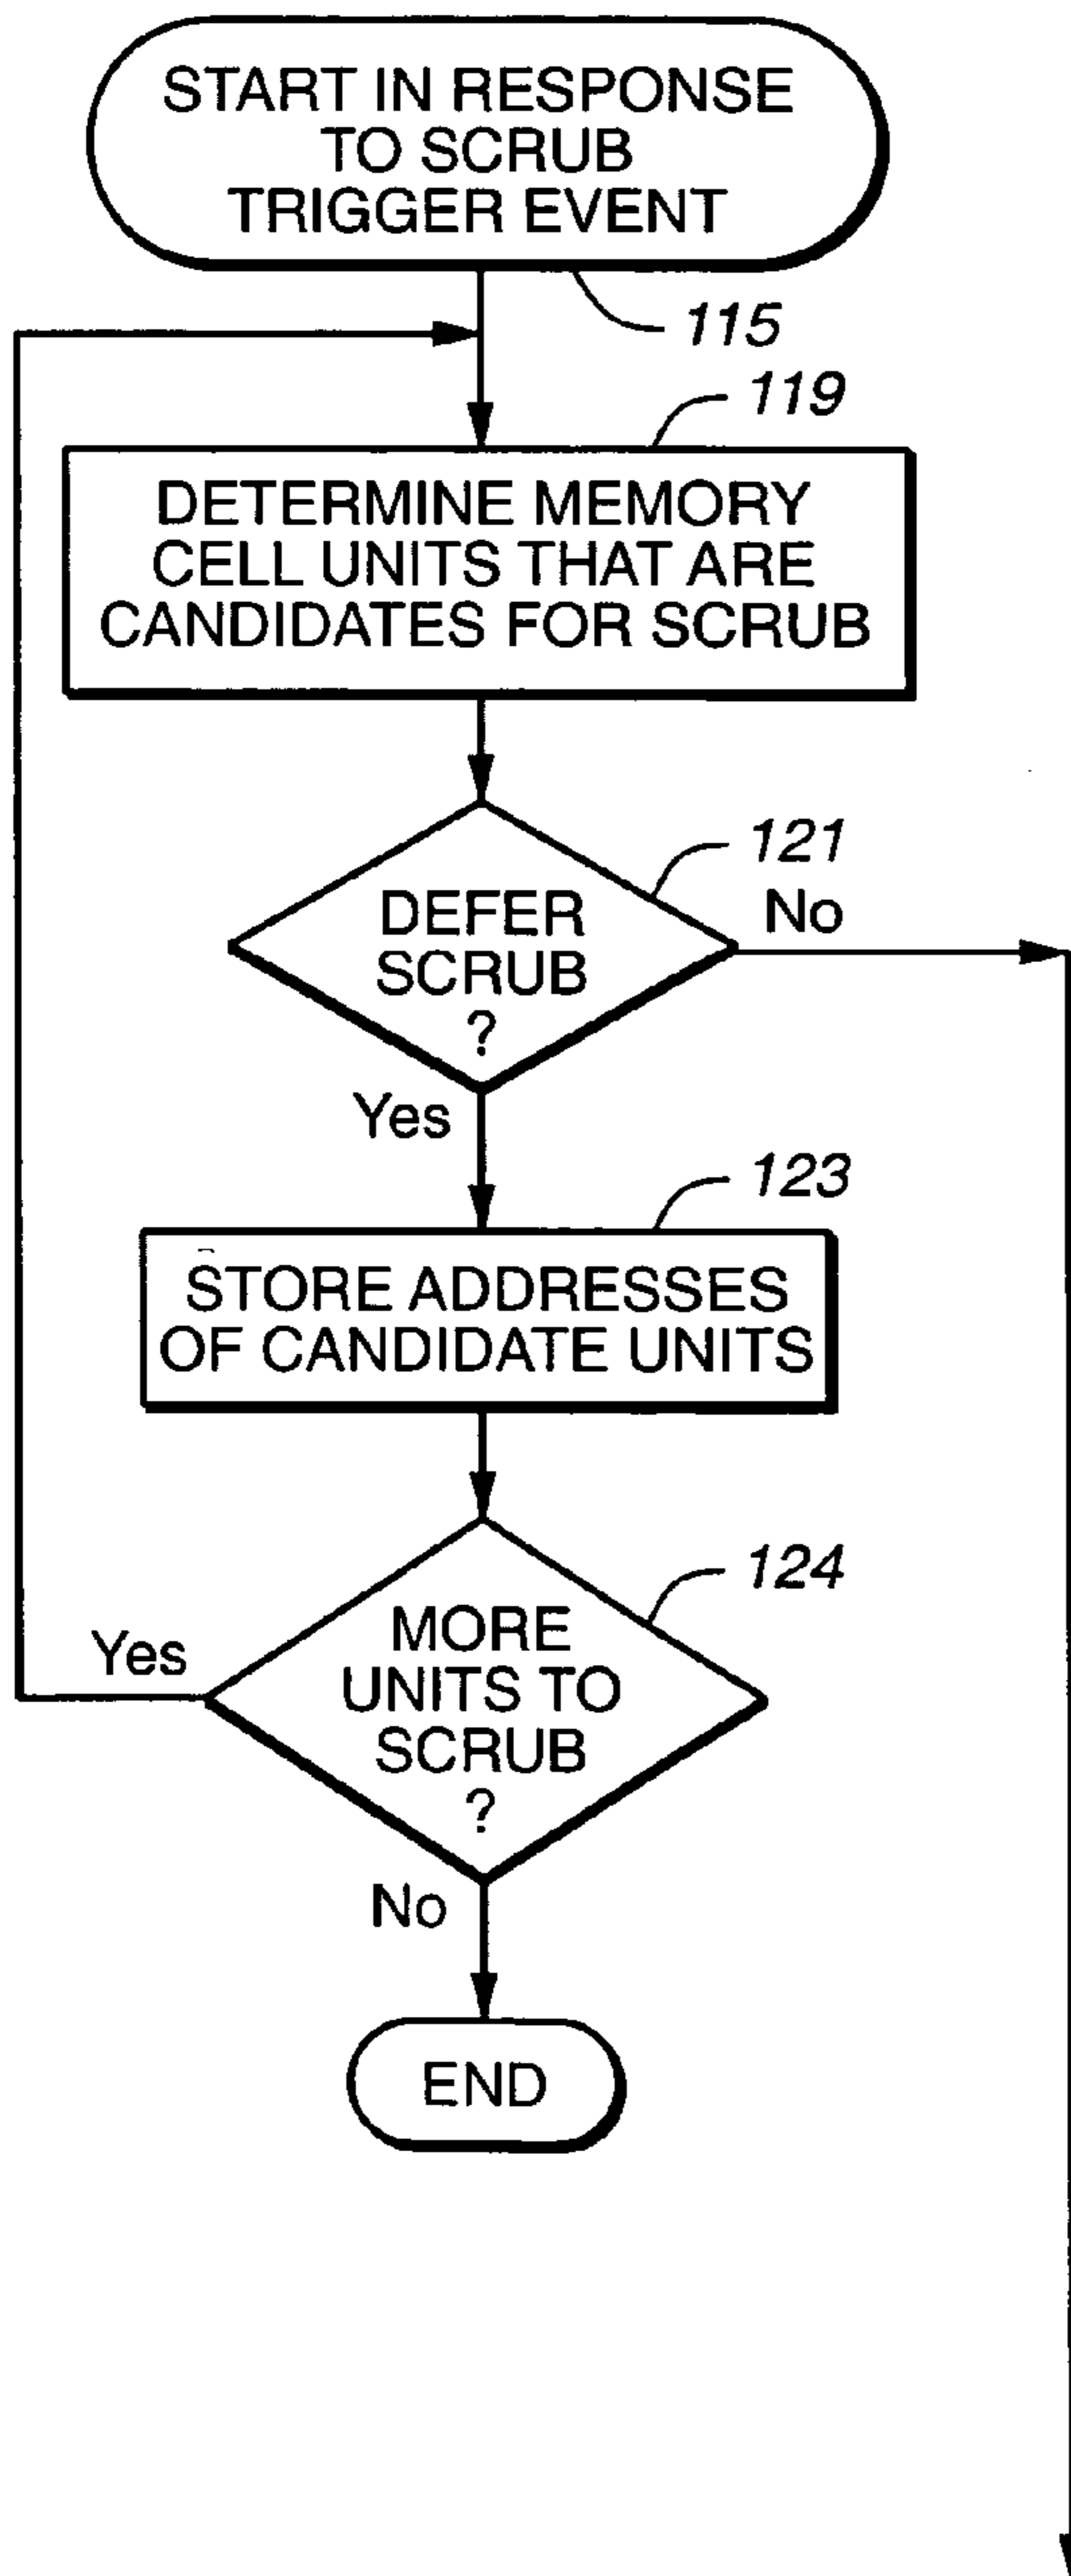 START IN RESPONSE
TO SCRUB
TRIGGER EVENT
115
119
DETERMINE MEMORY
CELL UNITS THAT ARE
CANDIDATES FOR SCRUB
121
No
DEFER
SCRUB
?
Yes
123
STORE ADDRESSES
OF CANDIDATE UNITS
124
Yes
MORE
UNITS TO
SCRUB
?
No
END